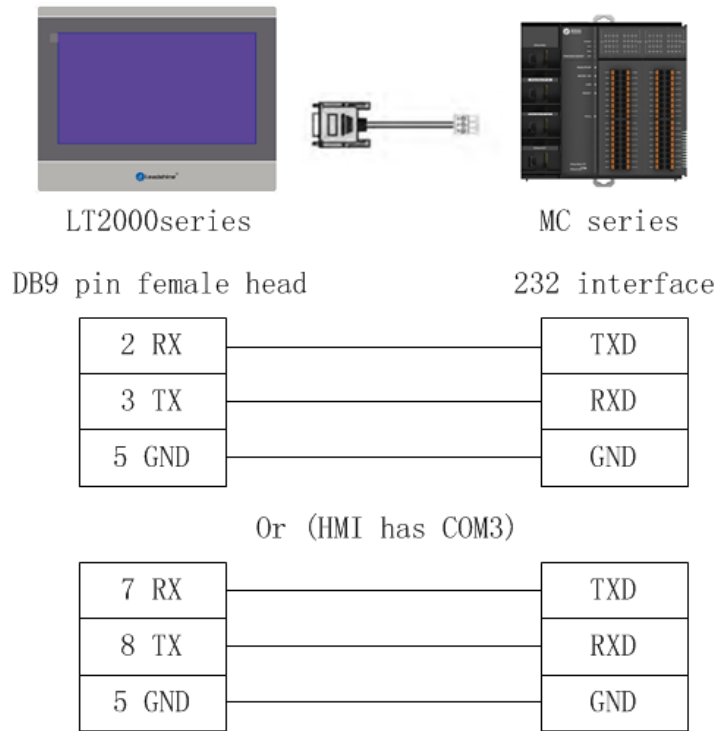 Leadshine
LT2000series
MC series
DB9 pin female head
232 interface
2 RX
TXD
3 TX
RXD
5 GND
GND
Or (HMI has COM3)
7 RX
TXD
8 TX
RXD
5 GND
GND